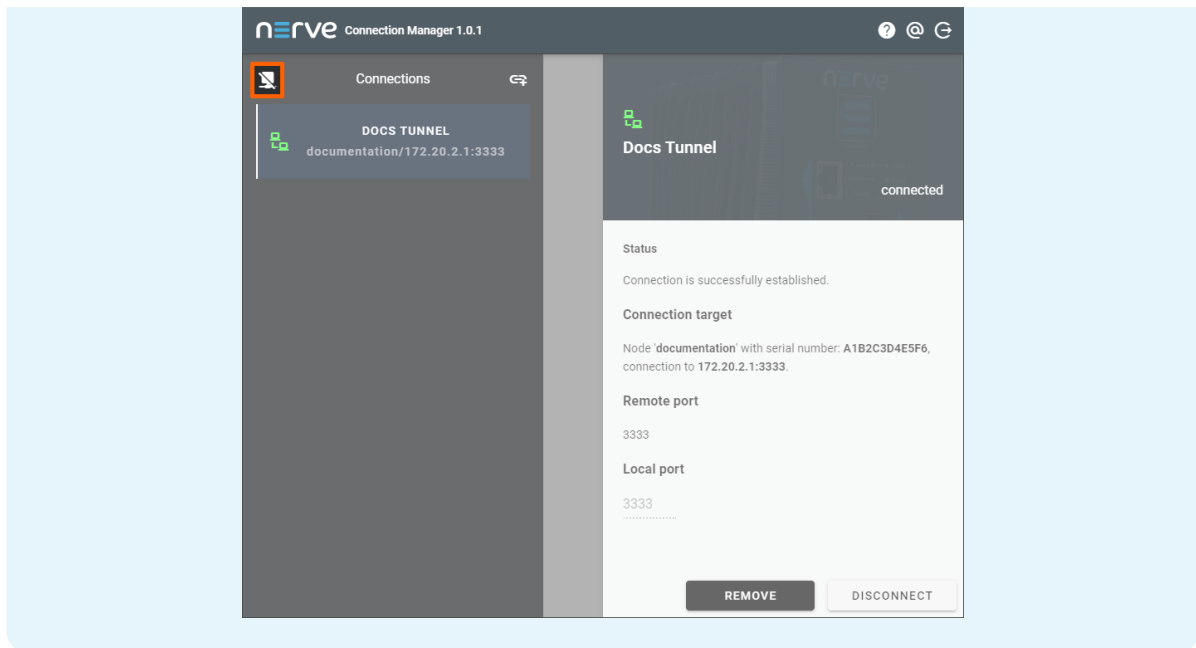 nerve Connection Manager 1.0.1
Connections
DOCS TUNNEL
documentation/172.20.2.1:3333
nerve
Docs Tunnel
connected
Status
Connection is successfully established.
Connection target
Node 'documentation' with serial number: A1B2C3D4E5F6,
connection to 172.20.2.1:3333.
Remote port
3333
Local port
3333
REMOVE DISCONNECT